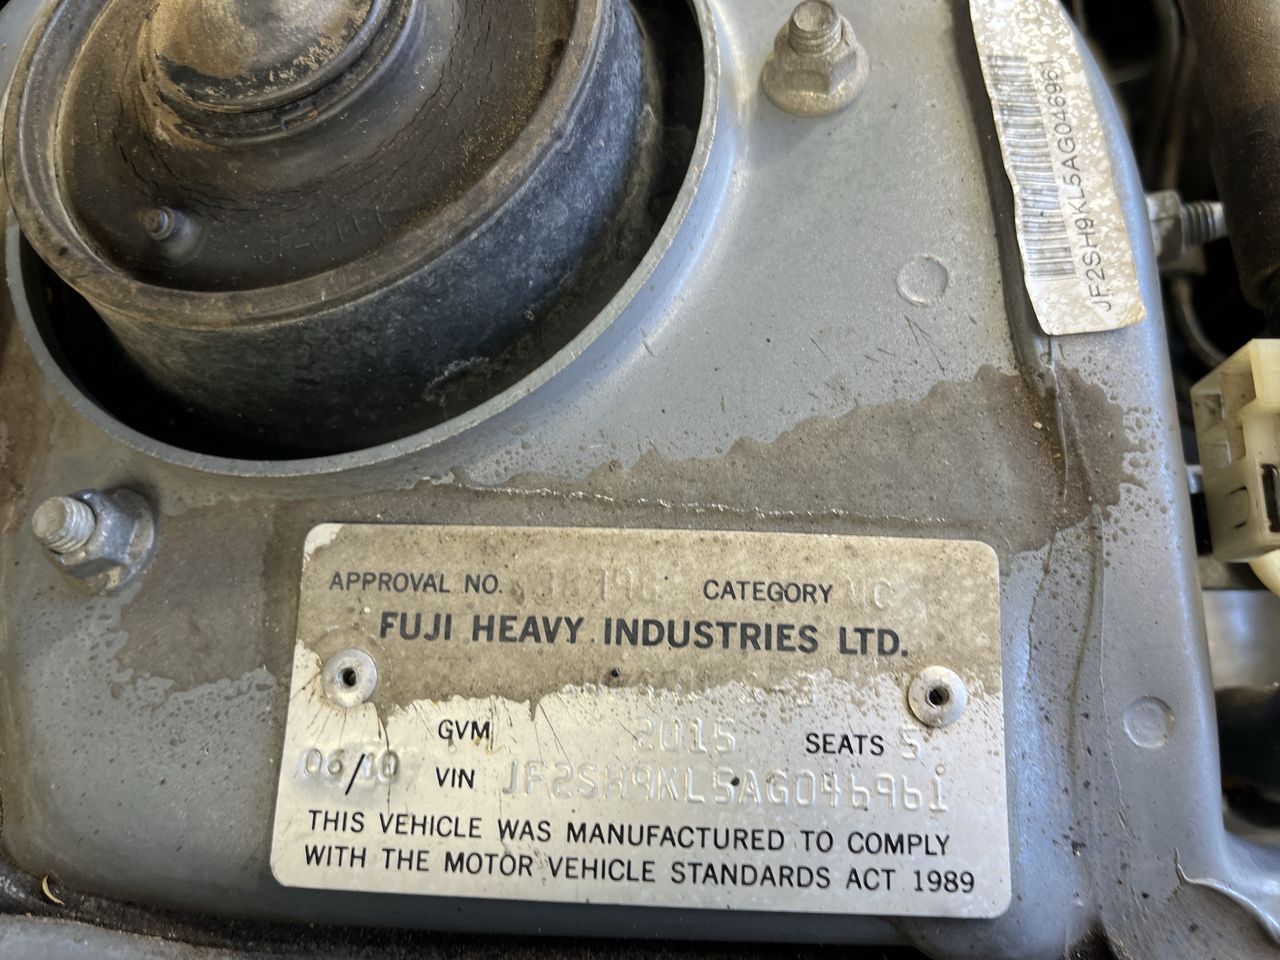 JF2SH9KL5AG046961
APPROVAL NO. CATEGORY
FUJI HEAVY INDUSTRIES LTD.
GVM 2015 SEATS 5
06/10 VIN JF2SH9KL5AG046961
THIS VEHICLE WAS MANUFACTURED TO COMPLY
WITH THE MOTOR VEHICLE STANDARDS ACT 1989